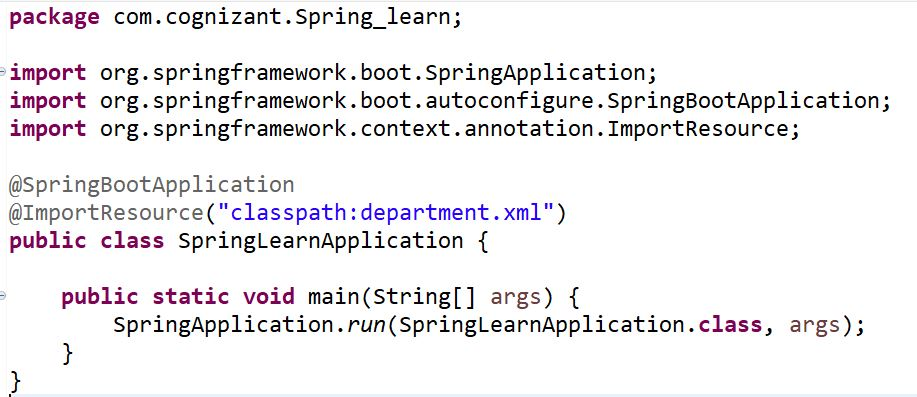 package com.cognizant.Spring_learn;
import org.springframework.boot.SpringApplication;
import org.springframework.boot.autoconfigure.SpringBootApplication;
import org.springframework.context.annotation.ImportResource;
@SpringBootApplication
@ImportResource("classpath:department.xml")
public class SpringLearnApplication {
public static void main(String[] args) {
SpringApplication.run(SpringLearnApplication.class, args);
}
}